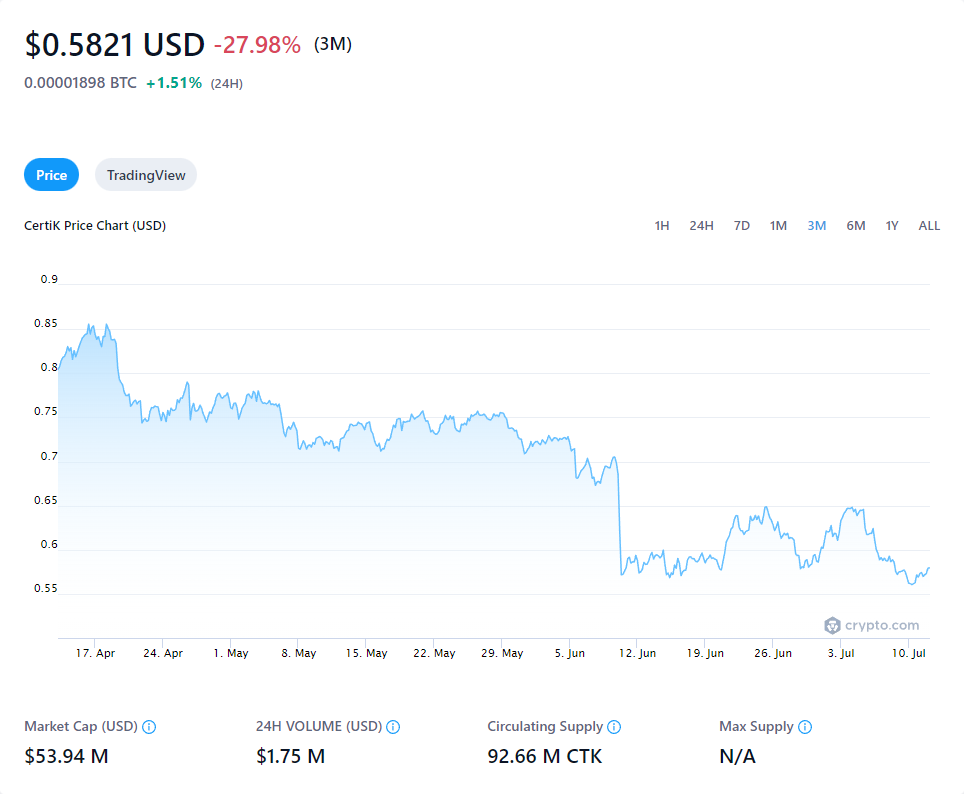 $0.5821 USD -27.98% (3M)
0.00001898 BTC +1.51% (24H)
Price TradingView
CertiK Price Chart (USD) 1H 24H 7D 1M 3M 6M 1Y ALL
0.9
0.85
0.8
0.75
0.7
0.65
0.6
0.55
crypto.com
17. Apr 24. Apr 1. May 8. May 15. May 22. May 29. May 5. Jun 12. Jun 19. Jun 26. Jun 3. Jul 10. Jul
Market Cap (USD) 24H VOLUME (USD) Circulating Supply Max Supply
$53.94 M $1.75 M 92.66 M CTK N/A